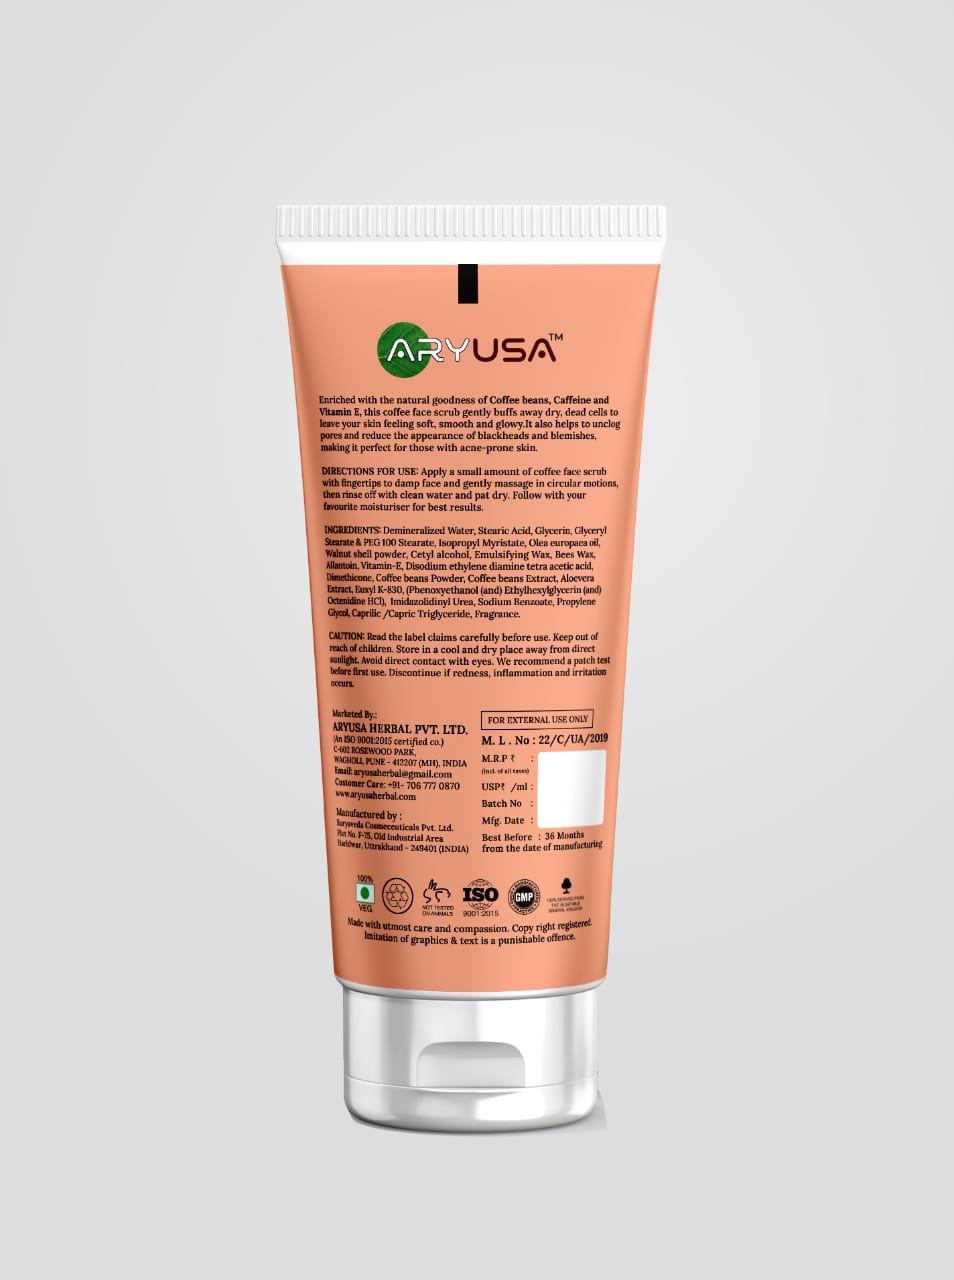 ARYUSA™
Enriched with the natural goodness of Coffee beans, Caffeine and
Vitamin E, this coffee face scrub gently buffs away dry, dead cells to
leave your skin feeling soft, smooth and glowy.It also helps to unclog
pores and reduce the appearance of blackheads and blemishes,
making it perfect for those with acne-prone skin.
DIRECTIONS FOR USE: Apply a small amount of coffee face scrub
with fingertips to damp face and gently massage in circular motions,
then rinse off with clean water and pat dry. Follow with your
favourite moisturiser for best results.
INGREDIENTS: Demineralized Water, Stearic Acid, Glycerin, Glyceryl
Stearate & PEG 100 Stearate, Isopropyl Myristate, Olea europaea oil,
Walnut shell powder, Cetyl alcohol, Emulsifying Wax, Bees Wax,
Allantoin, Vitamin-E, Disodium ethylene diamine tetra acetic acid,
Dimethicone, Coffee beans Powder, Coffee beans Extract, Aloevera
Extract, Euxyl K-830, (Phenoxyethanol (and) Ethylhexylglycerin (and)
Octenidine HCl), Imidazolidinyl Urea, Sodium Benzoate, Propylene
Glycol, Caprilic /Capric Triglyceride, Fragrance.
CAUTION: Read the label claims carefully before use. Keep out of
reach of children. Store in a cool and dry place away from direct
sunlight. Avoid direct contact with eyes. We recommend a patch test
before first use. Discontinue if redness, inflammation and irritation
occurs.
Marketed By.:
ARYUSA HERBAL PVT. LTD.
(An ISO 9001:2015 certified co.)
C-602 ROSEWOOD PARK,
WAGHOLI, PUNE - 412207 (MH), INDIA
Email: aryusaherbal@gmail.com
Customer Care: +91- 706 777 0870
www.aryusaherbal.com
Manufactured by :
Suryaveda Cosmeceuticals Pvt. Ltd.
Plot No. F-75, Old Industrial Area
Haridwar, Uttrakhand - 249401 (INDIA)
FOR EXTERNAL USE ONLY
M. L . No : 22/C/UA/2019
M.R.P ₹ :
(Incl. of all taxes)
USP₹ /ml :
Batch No :
Mfg. Date :
Best Before : 36 Months
from the date of manufacturing
100%
VEG.
NOT TESTED
ON ANIMALS
ISO
9001:2015
GMP
100% DERIVED FROM
THE VEGETABLE
MINERAL KINGDOM
Made with utmost care and compassion. Copy right registered.
Imitation of graphics & text is a punishable offence.